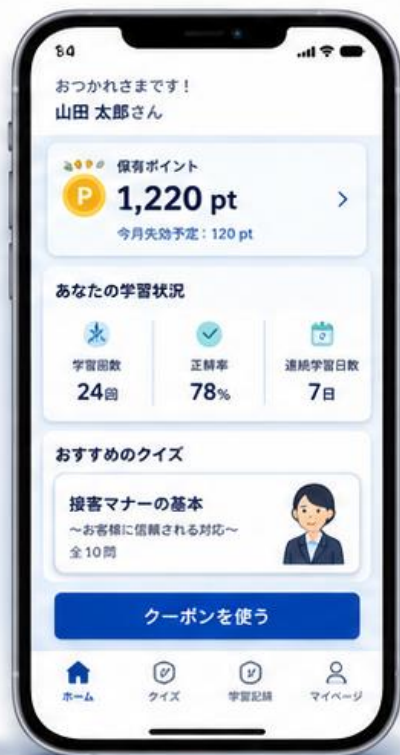 おつかれさまです！
山田 太郎さん
保有ポイント
P
1,220 pt
今月失効予定：120 pt
あなたの学習状況
学習回数
正解率
連続学習日数
24回
78%
7日
おすすめのクイズ
接客マナーの基本
〜お客様に信頼される対応〜
全10問
クーポンを使う
ホーム
クイズ
学習記録
マイページ